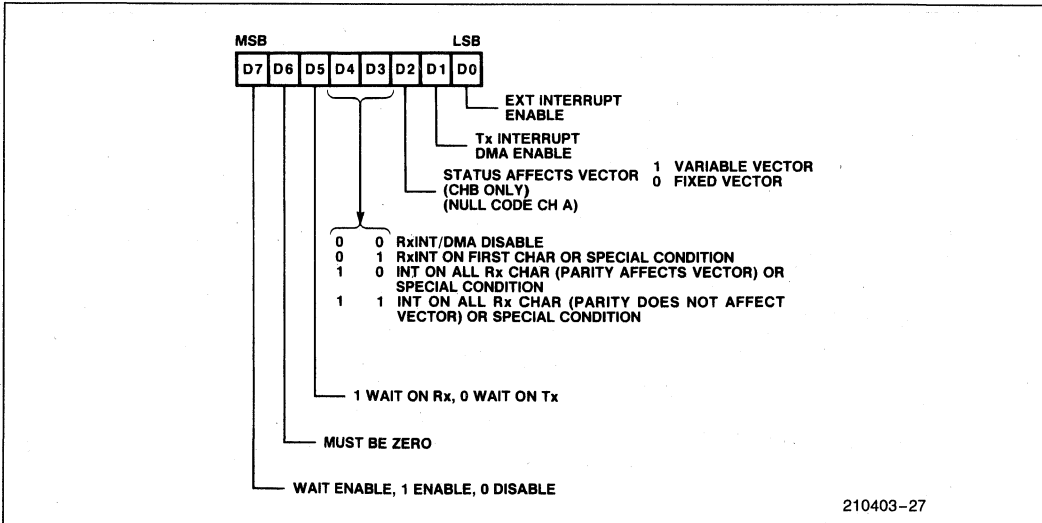 MSB LSB
D7 D6 D5 D4 D3 D2 D1 D0
EXT INTERRUPT
ENABLE
Tx INTERRUPT
DMA ENABLE
STATUS AFFECTS VECTOR
(CHB ONLY)
(NULL CODE CH A)
1 VARIABLE VECTOR
0 FIXED VECTOR
0 0 RxINT/DMA DISABLE
0 1 RxINT ON FIRST CHAR OR SPECIAL CONDITION
1 0 INT ON ALL Rx CHAR (PARITY AFFECTS VECTOR) OR
SPECIAL CONDITION
1 1 INT ON ALL Rx CHAR (PARITY DOES NOT AFFECT
VECTOR) OR SPECIAL CONDITION
1 WAIT ON Rx, 0 WAIT ON Tx
MUST BE ZERO
WAIT ENABLE, 1 ENABLE, 0 DISABLE
210403–27